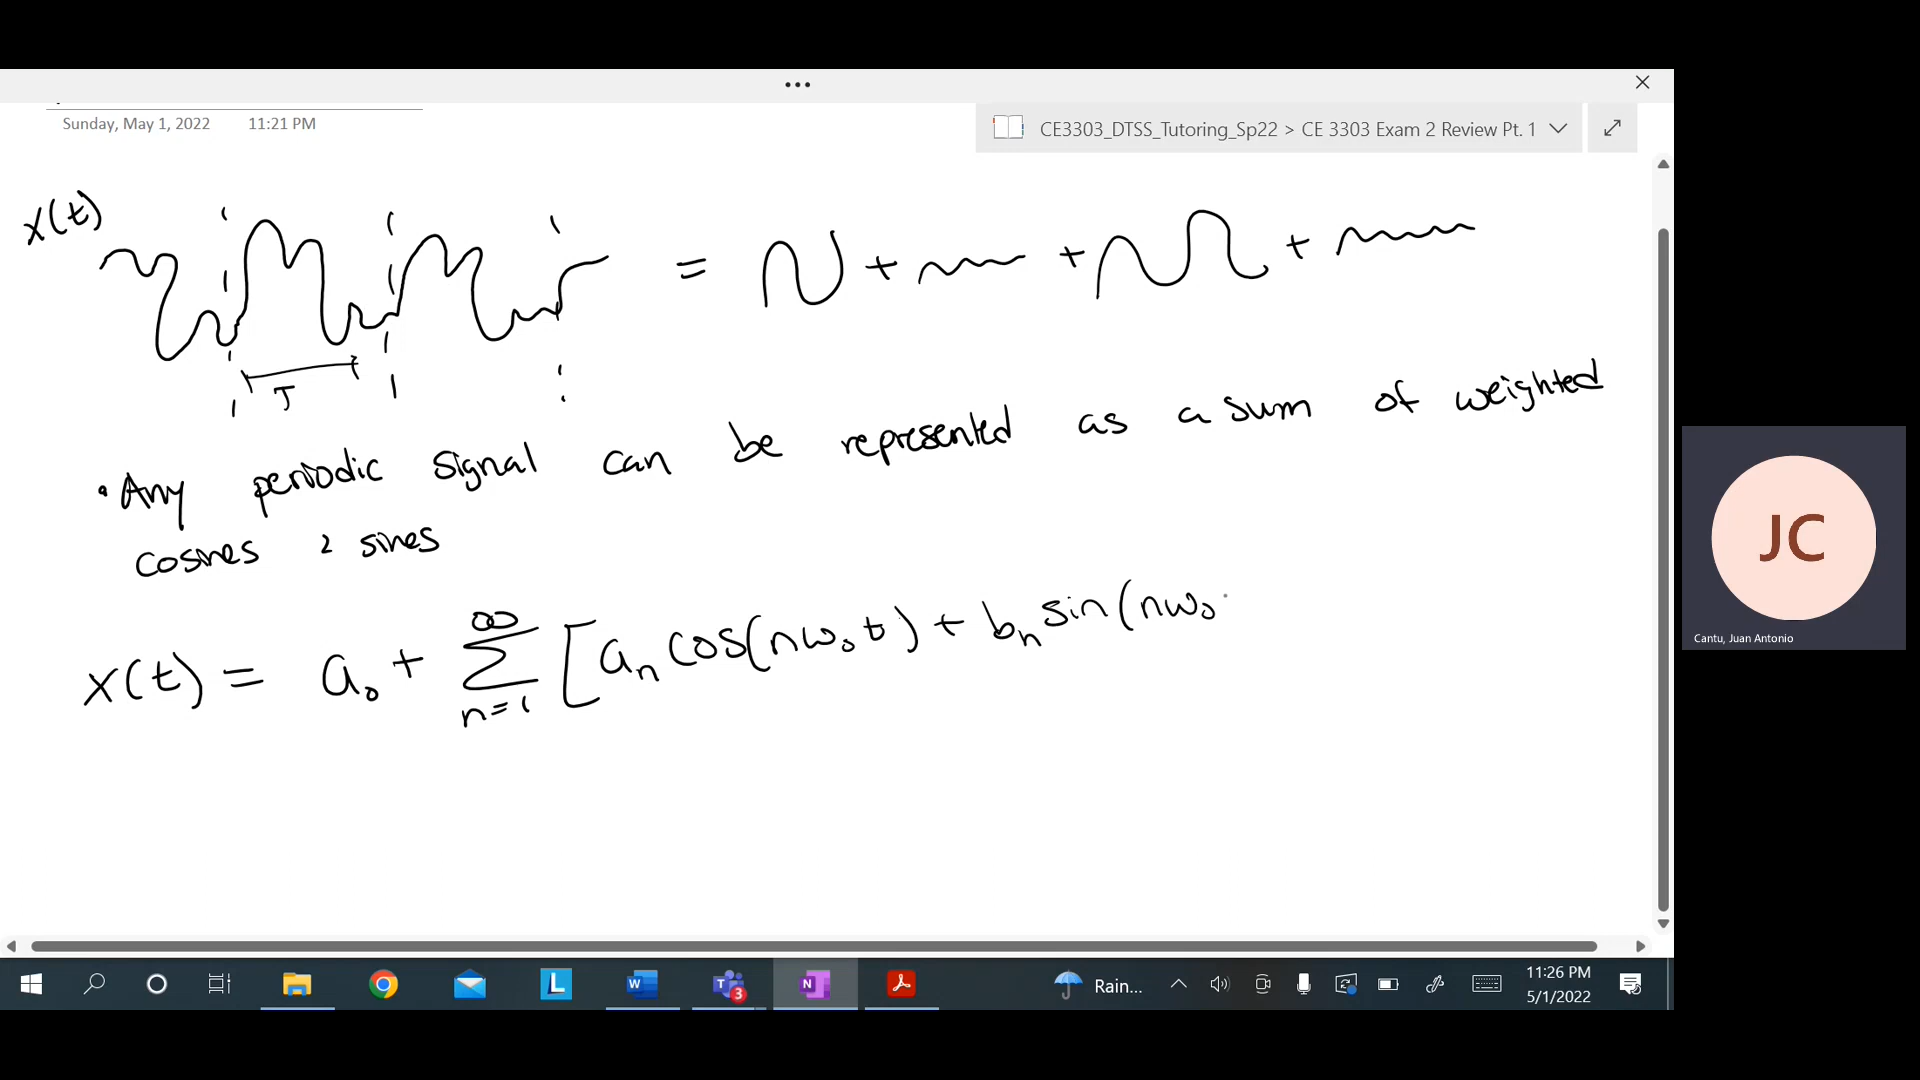 Sunday, May 1, 2022 11:21 PM
CE3303_DTSS_Tutoring_Sp22 > CE 3303 Exam 2 Review Pt. 1
x(t)
= + + +
T
• Any periodic signal can be represented as a sum of weighted
cosines & sines
x(t) = a₀ + ∑ n=1 ∞ [aₙ cos(nω₀t) + bₙ sin(nω₀
JC
Cantu, Juan Antonio
Rain...
11:26 PM
5/1/2022
L
W
T
3
N